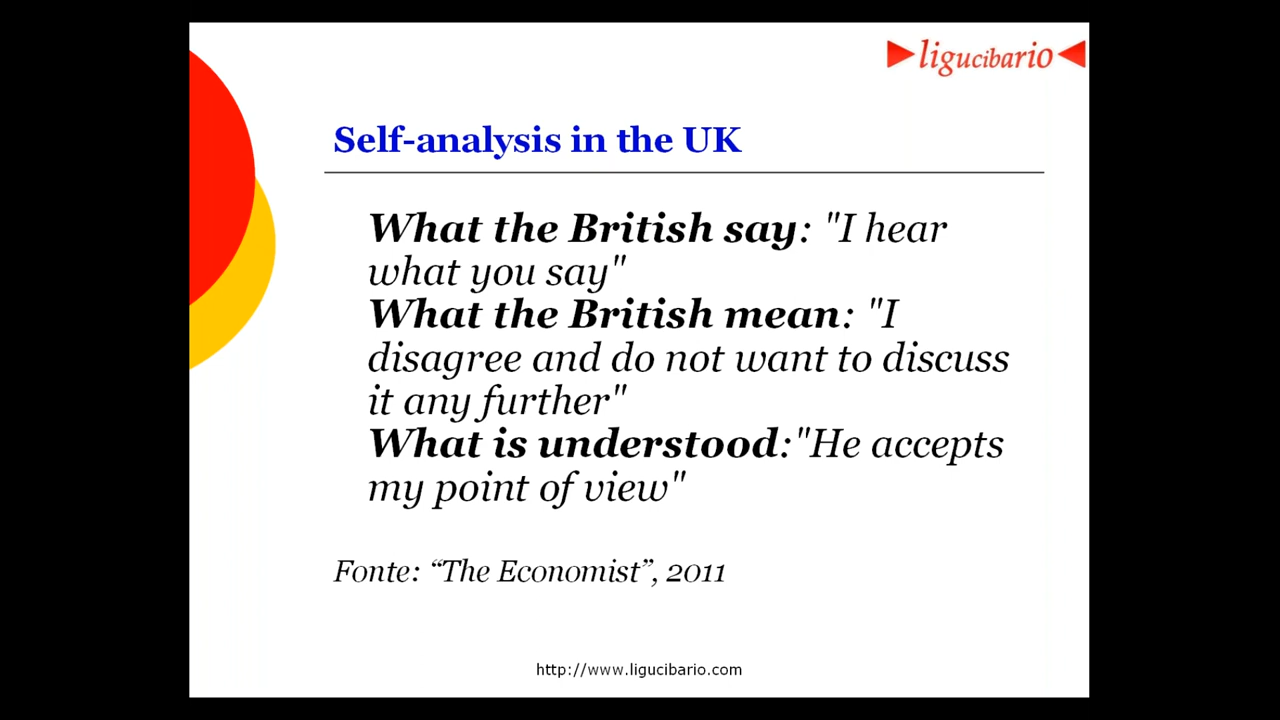 ligucibario
Self-analysis in the UK
What the British say: "I hear
what you say"
What the British mean: "I
disagree and do not want to discuss
it any further"
What is understood:"He accepts
my point of view"
Fonte: “The Economist”, 2011
http://www.ligucibario.com